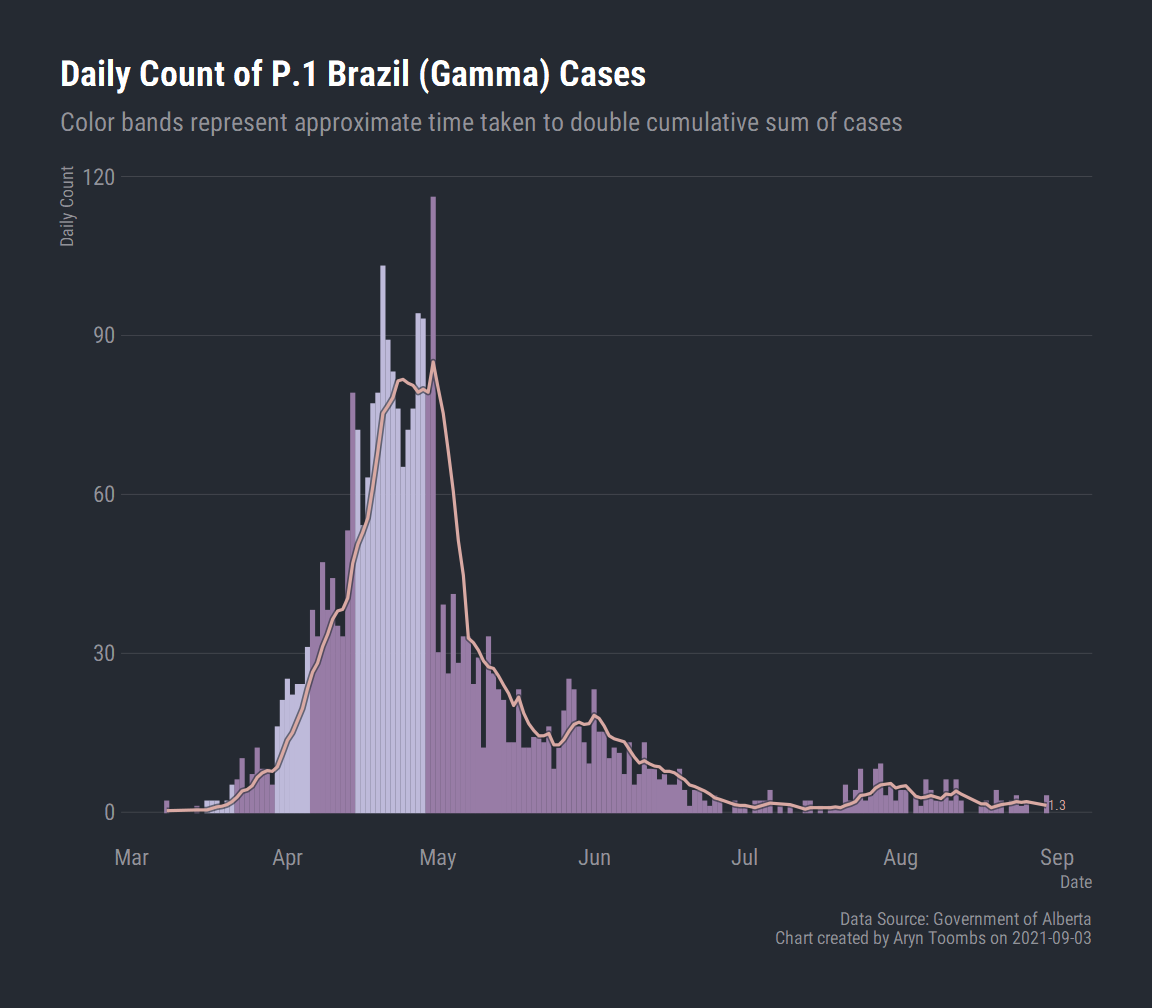 Daily Count of P.1 Brazil (Gamma) Cases
Color bands represent approximate time taken to double cumulative sum of cases
Daily Count
120
90
60
30
0
1.3
Mar Apr May Jun Jul Aug Sep
Date
Data Source: Government of Alberta
Chart created by Aryn Toombs on 2021-09-03